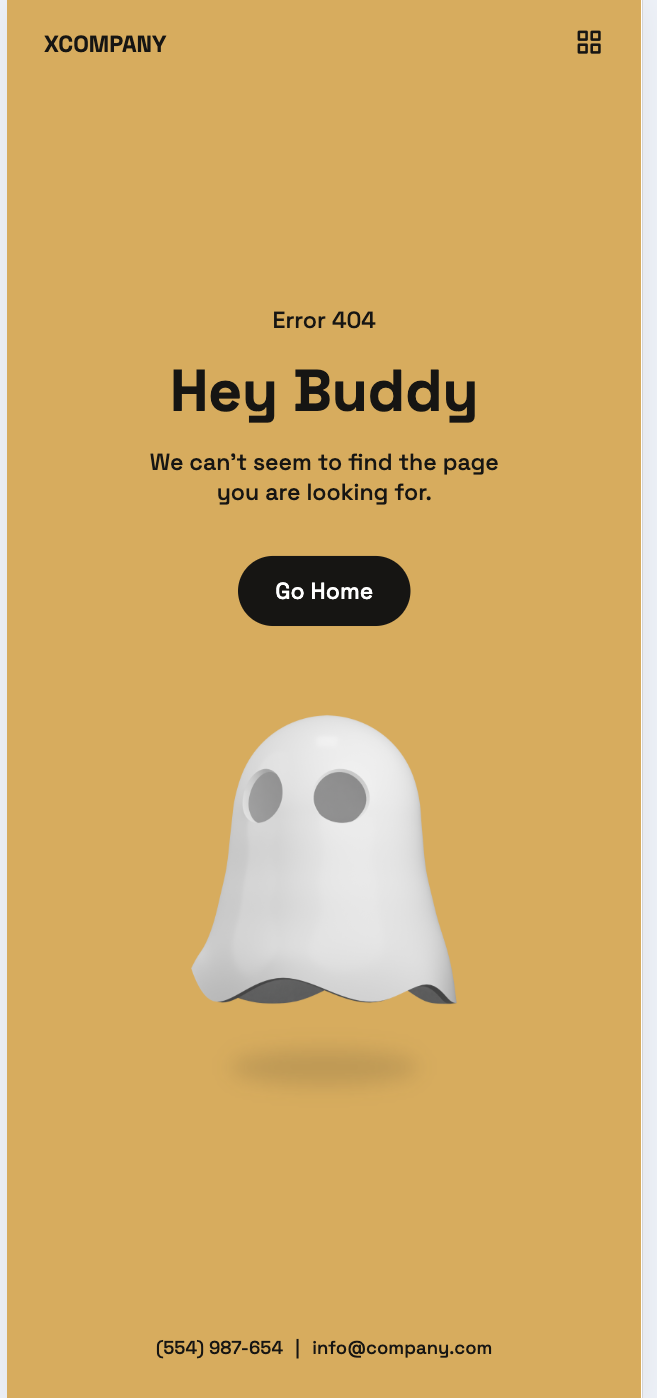 XCOMPANY
Error 404
Hey Buddy
We can't seem to find the page
you are looking for.
Go Home
(554) 987-654 | info@company.com